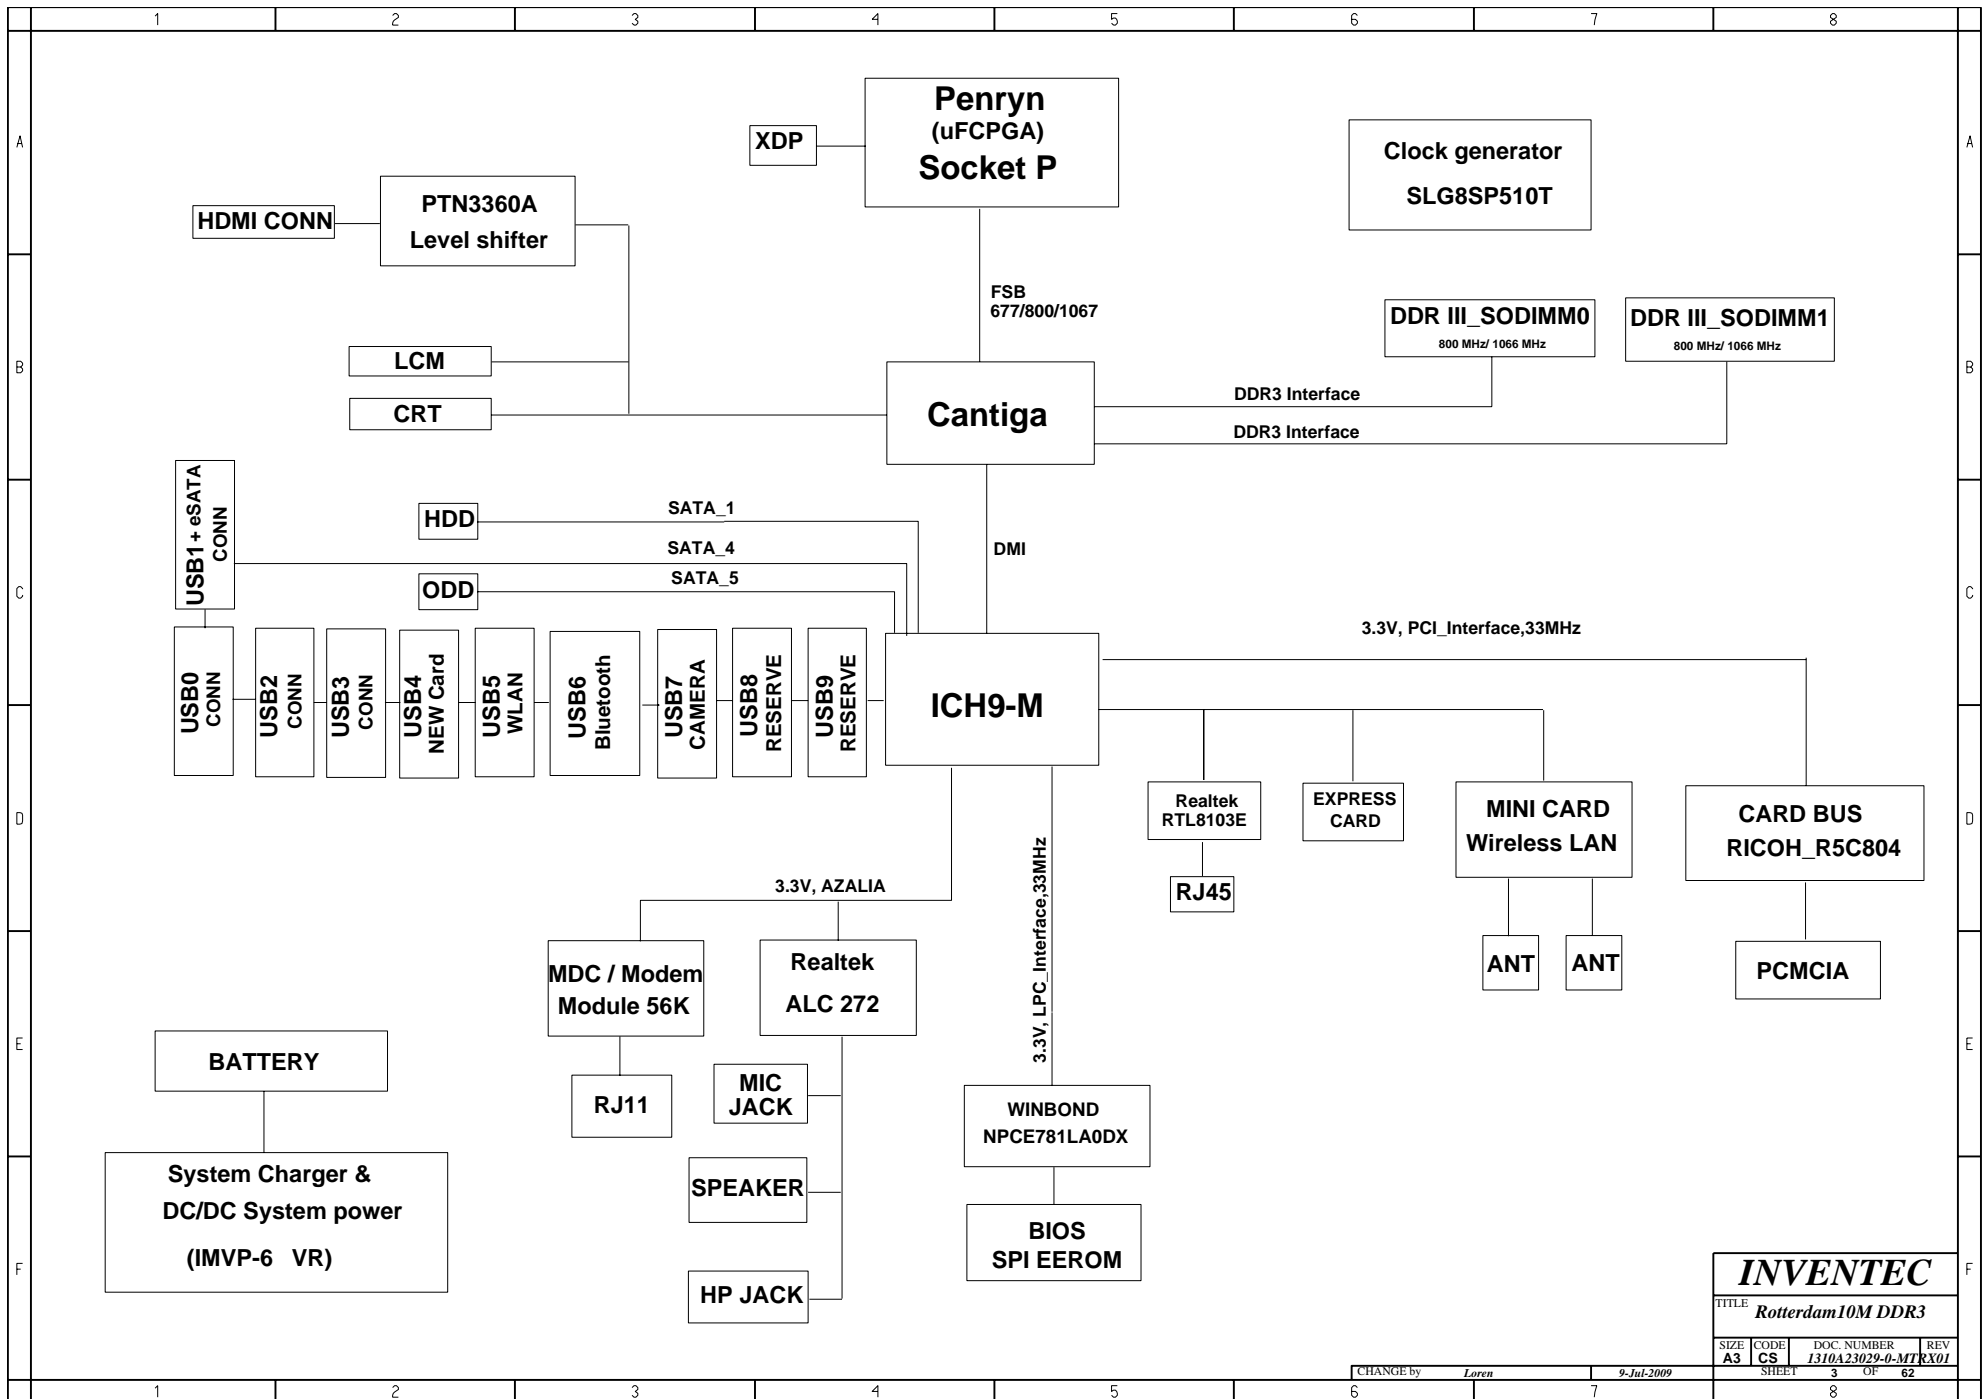 1 2 3 4 5 6 7 8
A
A
B
B
C
C
D
D
E
E
F
F
Penryn
(uFCPGA)
Socket P
XDP
Clock generator
SLG8SP510T
PTN3360A
Level shifter
HDMI CONN
FSB
677/800/1067
DDR III_SODIMM0
800 MHz/ 1066 MHz
DDR III_SODIMM1
800 MHz/ 1066 MHz
LCM
CRT
Cantiga
DDR3 Interface
DDR3 Interface
USB1+ eSATA
CONN
HDD
SATA_1
SATA_4
DMI
ODD
SATA_5
3.3V, PCI_Interface,33MHz
USB0
CONN
USB2
CONN
USB3
CONN
USB4
NEW Card
USB5
WLAN
USB6
Bluetooth
USB7
CAMERA
USB8
RESERVE
USB9
RESERVE
ICH9-M
Realtek
RTL8103E
EXPRESS
CARD
MINI CARD
Wireless LAN
CARD BUS
RICOH_R5C804
RJ45
3.3V, AZALIA
3.3V, LPC_Interface,33MHz
MDC / Modem
Module 56K
Realtek
ALC 272
ANT
ANT
PCMCIA
BATTERY
RJ11
MIC
JACK
WINBOND
NPCE781LA0DX
System Charger &
DC/DC System power
(IMVP-6 VR)
SPEAKER
BIOS
SPI EEROM
HP JACK
INVENTEC
TITLE
Rotterdam10M DDR3
SIZE CODE DOC. NUMBER REV
A3 CS 1310A23029-0-MTR X01
CHANGE by Loren 9-Jul-2009 SHEET 3 OF 62
1 2 3 4 5 6 7 8